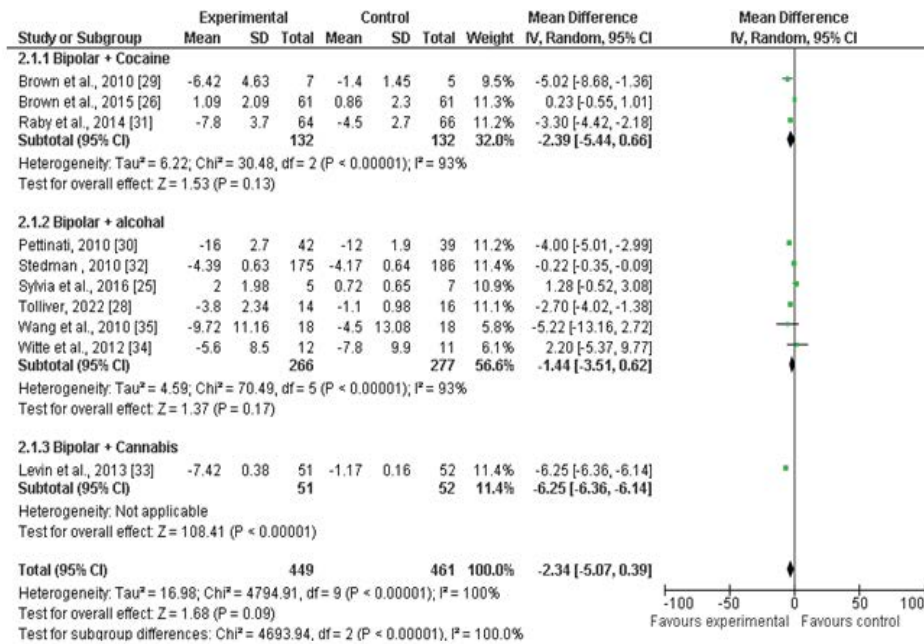 Experimental Control Mean Difference Mean Difference
Study or Subgroup Mean SD Total Mean SD Total Weight IV, Random, 95% CI IV, Random, 95% CI
2.1.1 Bipolar + Cocaine
Brown et al., 2010 [29] -6.42 4.63 7 -1.4 1.45 5 9.5% -5.02 [-8.68, -1.36]
Brown et al., 2015 [26] 1.09 2.09 61 0.86 2.3 61 11.3% 0.23 [-0.55, 1.01]
Raby et al., 2014 [31] -7.8 3.7 64 -4.5 2.7 66 11.2% -3.30 [-4.42, -2.18]
Subtotal (95% CI) 132 132 32.0% -2.39 [-5.44, 0.66]
Heterogeneity: Tau² = 6.22; Chi² = 30.48, df = 2 (P < 0.00001); I² = 93%
Test for overall effect: Z = 1.53 (P = 0.13)
2.1.2 Bipolar + alcohal
Pettinati, 2010 [30] -16 2.7 42 -12 1.9 39 11.2% -4.00 [-5.01, -2.99]
Stedman , 2010 [32] -4.39 0.63 175 -4.17 0.64 186 11.4% -0.22 [-0.35, -0.09]
Sylvia et al., 2016 [25] 2 1.98 5 0.72 0.65 7 10.9% 1.28 [-0.52, 3.08]
Tolliver, 2022 [28] -3.8 2.34 14 -1.1 0.98 16 11.0% -2.70 [-4.02, -1.38]
Wang et al., 2010 [35] -9.72 11.16 18 -4.5 13.08 18 5.8% -5.22 [-13.16, 2.72]
Witte et al., 2012 [34] -5.6 8.5 12 -7.8 9.9 11 6.1% 2.20 [-5.37, 9.77]
Subtotal (95% CI) 266 277 56.6% -1.44 [-3.51, 0.62]
Heterogeneity: Tau² = 4.59; Chi² = 70.49, df = 5 (P < 0.00001); I² = 93%
Test for overall effect: Z = 1.37 (P = 0.17)
2.1.3 Bipolar + Cannabis
Levin et al., 2013 [33] -7.42 0.38 51 -1.17 0.16 52 11.4% -6.25 [-6.36, -6.14]
Subtotal (95% CI) 51 52 11.4% -6.25 [-6.36, -6.14]
Heterogeneity: Not applicable
Test for overall effect: Z = 108.41 (P < 0.00001)
Total (95% CI) 449 461 100.0% -2.34 [-5.07, 0.39]
Heterogeneity: Tau² = 16.98; Chi² = 4794.91, df = 9 (P < 0.00001); I² = 100%
Test for overall effect: Z = 1.68 (P = 0.09)
Test for subgroup differences: Chi² = 4693.94, df = 2 (P < 0.00001), I² = 100.0%
-100 -50 0 50 100
Favours experimental Favours control